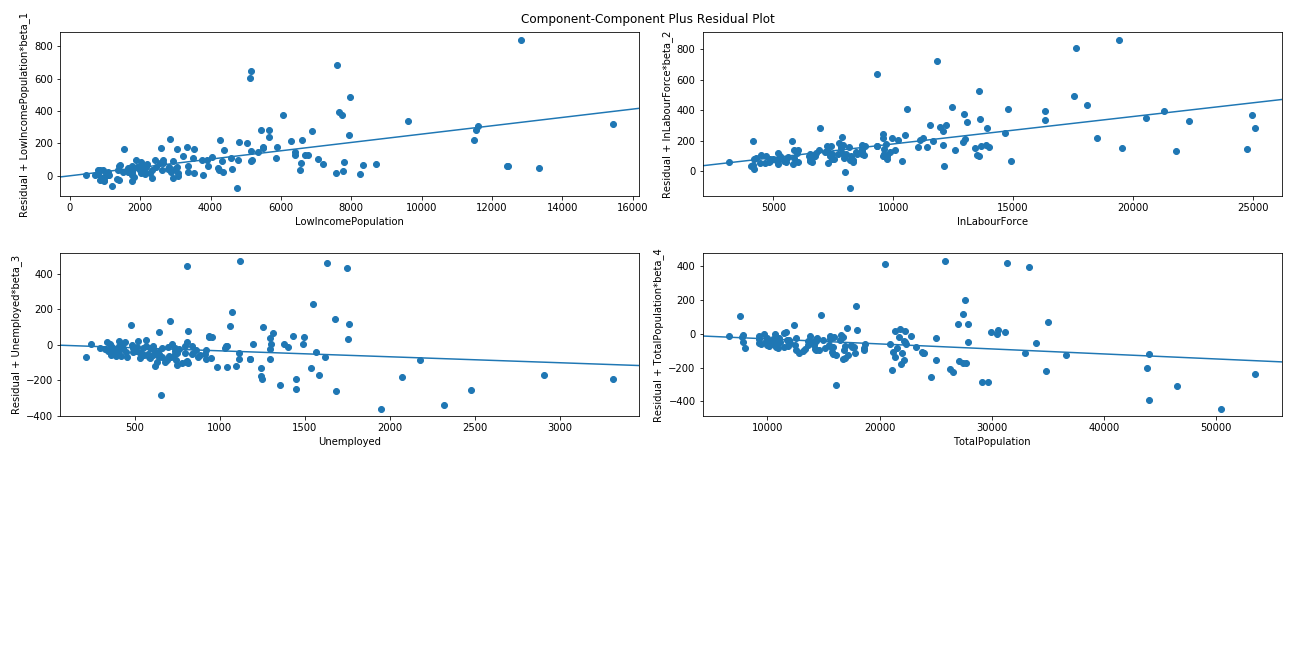 Component-Component Plus Residual Plot
Residual + LowIncomePopulation*beta_1
800
600
400
200
0
0 2000 4000 6000 8000 10000 12000 14000 16000
LowIncomePopulation
Residual + InLabourForce*beta_2
800
600
400
200
0
5000 10000 15000 20000 25000
InLabourForce
Residual + Unemployed*beta_3
400
200
0
−200
−400
500 1000 1500 2000 2500 3000
Unemployed
Residual + TotalPopulation*beta_4
400
200
0
−200
−400
10000 20000 30000 40000 50000
TotalPopulation